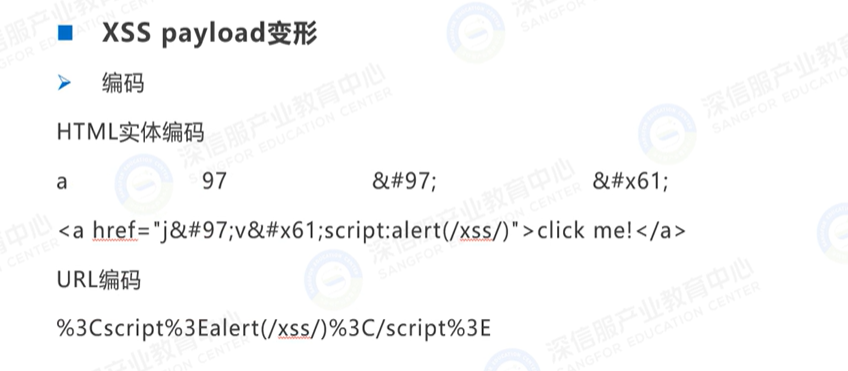 XSS payload变形
编码
HTML实体编码
a 97 &#97; &#x61;
<a href="j&#97;v&#x61;script:alert(/xss/)">click me!</a>
URL编码
%3Cscript%3Ealert(/xss/)%3C/script%3E
深信服产业教育中心
SANGFOR EDUCATION CENTER